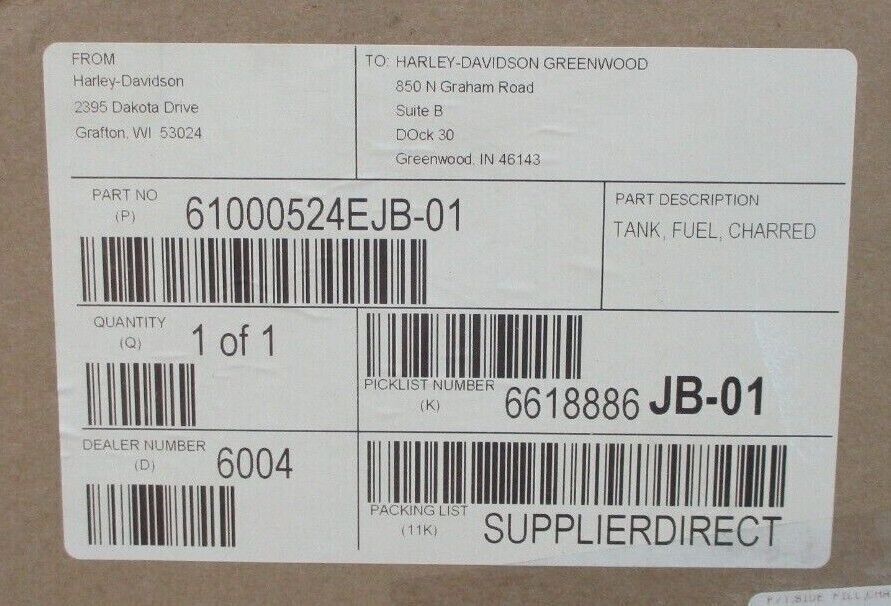 FROM
Harley-Davidson
2395 Dakota Drive
Grafton, WI 53024
TO: HARLEY-DAVIDSON GREENWOOD
850 N Graham Road
Suite B
DOck 30
Greenwood, IN 46143
PART NO
(P)
61000524EJB-01
PART DESCRIPTION
TANK, FUEL, CHARRED
QUANTITY
(Q)
1 of 1
PICKLIST NUMBER
(K)
6618886 JB-01
DEALER NUMBER
(D)
6004
PACKING LIST
(11K)
SUPPLIERDIRECT